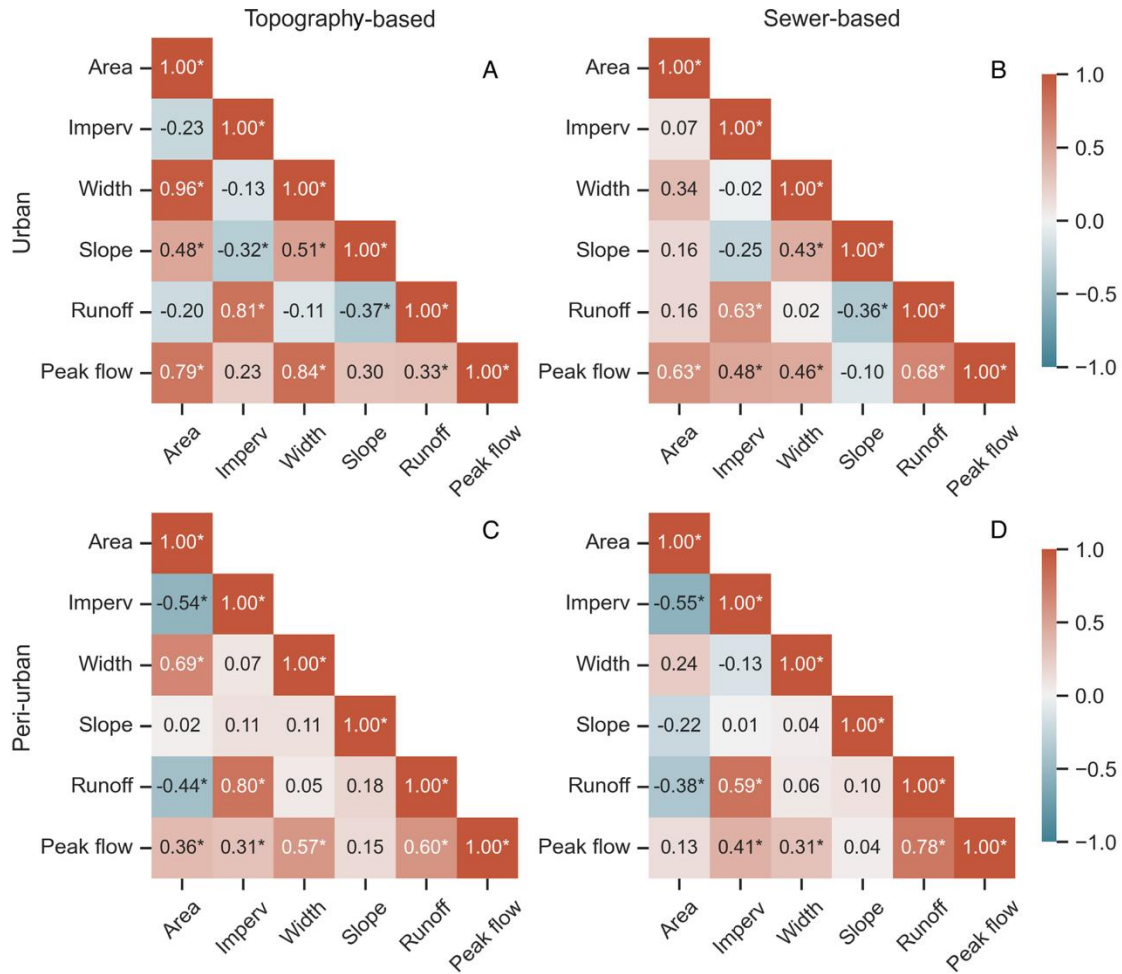 Topography-based Sewer-based
Urban
A
Area 1.00*
Imperv -0.23 1.00*
Width 0.96* -0.13 1.00*
Slope 0.48* -0.32* 0.51* 1.00*
Runoff -0.20 0.81* -0.11 -0.37* 1.00*
Peak flow 0.79* 0.23 0.84* 0.30 0.33* 1.00*
Area Imperv Width Slope Runoff Peak flow
B
Area 1.00*
Imperv 0.07 1.00*
Width 0.34 -0.02 1.00*
Slope 0.16 -0.25 0.43* 1.00*
Runoff 0.16 0.63* 0.02 -0.36* 1.00*
Peak flow 0.63* 0.48* 0.46* -0.10 0.68* 1.00*
Area Imperv Width Slope Runoff Peak flow
1.0
0.5
0.0
−0.5
−1.0
Peri-urban
C
Area 1.00*
Imperv -0.54* 1.00*
Width 0.69* 0.07 1.00*
Slope 0.02 0.11 0.11 1.00*
Runoff -0.44* 0.80* 0.05 0.18 1.00*
Peak flow 0.36* 0.31* 0.57* 0.15 0.60* 1.00*
Area Imperv Width Slope Runoff Peak flow
D
Area 1.00*
Imperv -0.55* 1.00*
Width 0.24 -0.13 1.00*
Slope -0.22 0.01 0.04 1.00*
Runoff -0.38* 0.59* 0.06 0.10 1.00*
Peak flow 0.13 0.41* 0.31* 0.04 0.78* 1.00*
Area Imperv Width Slope Runoff Peak flow
1.0
0.5
0.0
−0.5
−1.0